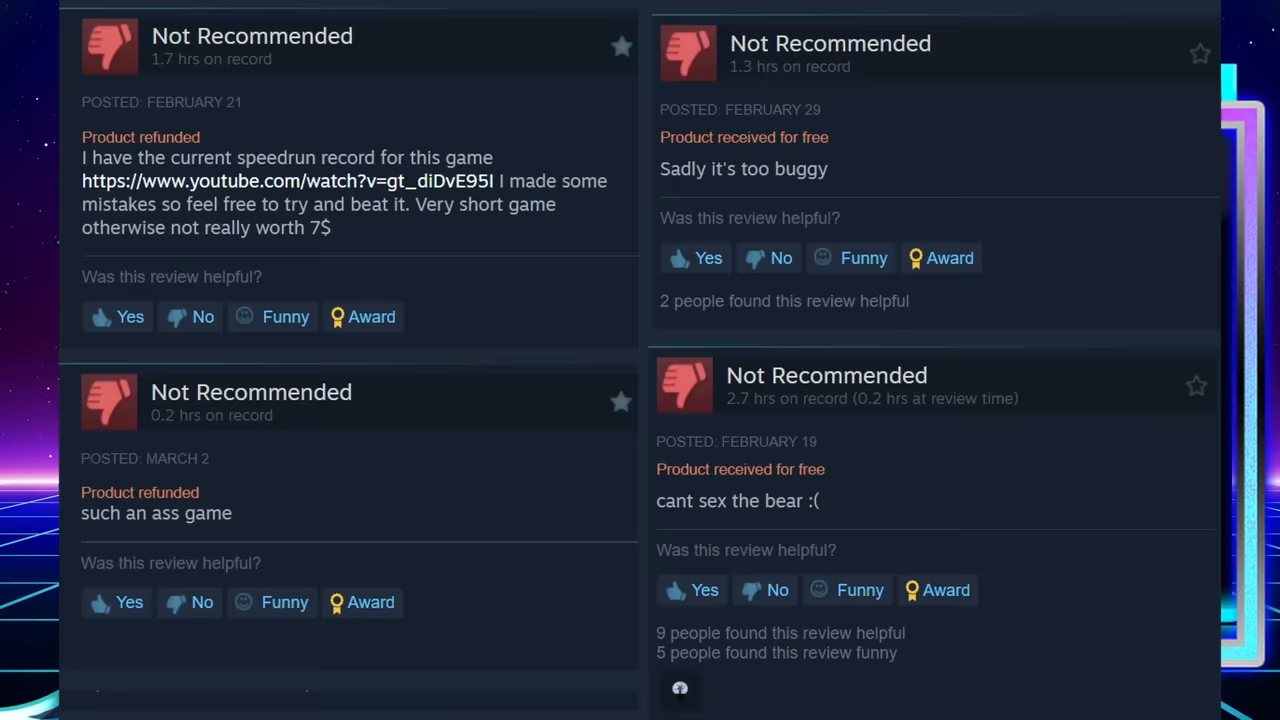 Not Recommended
1.7 hrs on record
POSTED: FEBRUARY 21
Product refunded
I have the current speedrun record for this game
https://www.youtube.com/watch?v=gt_diDvE95I I made some
mistakes so feel free to try and beat it. Very short game
otherwise not really worth 7$
Was this review helpful?
Yes No Funny Award
Not Recommended
0.2 hrs on record
POSTED: MARCH 2
Product refunded
such an ass game
Was this review helpful?
Yes No Funny Award
Not Recommended
1.3 hrs on record
POSTED: FEBRUARY 29
Product received for free
Sadly it's too buggy
Was this review helpful?
Yes No Funny Award
2 people found this review helpful
Not Recommended
2.7 hrs on record (0.2 hrs at review time)
POSTED: FEBRUARY 19
Product received for free
cant sex the bear :(
Was this review helpful?
Yes No Funny Award
9 people found this review helpful
5 people found this review funny